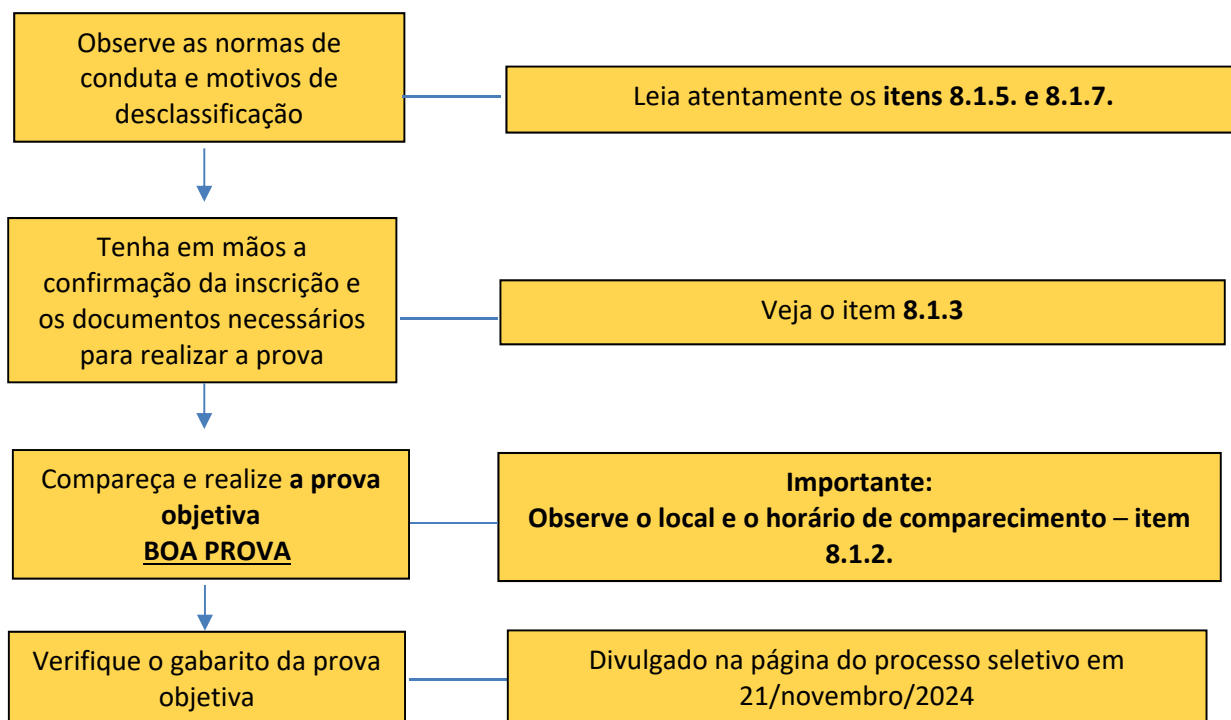 Observe as normas de
conduta e motivos de
desclassificação
Leia atentamente os itens 8.1.5. e 8.1.7.
Tenha em mãos a
confirmação da inscrição e
os documentos necessários
para realizar a prova
Veja o item 8.1.3
Compareça e realize a prova
objetiva
BOA PROVA
Importante:
Observe o local e o horário de comparecimento – item
8.1.2.
Verifique o gabarito da prova
objetiva
Divulgado na página do processo seletivo em
21/novembro/2024